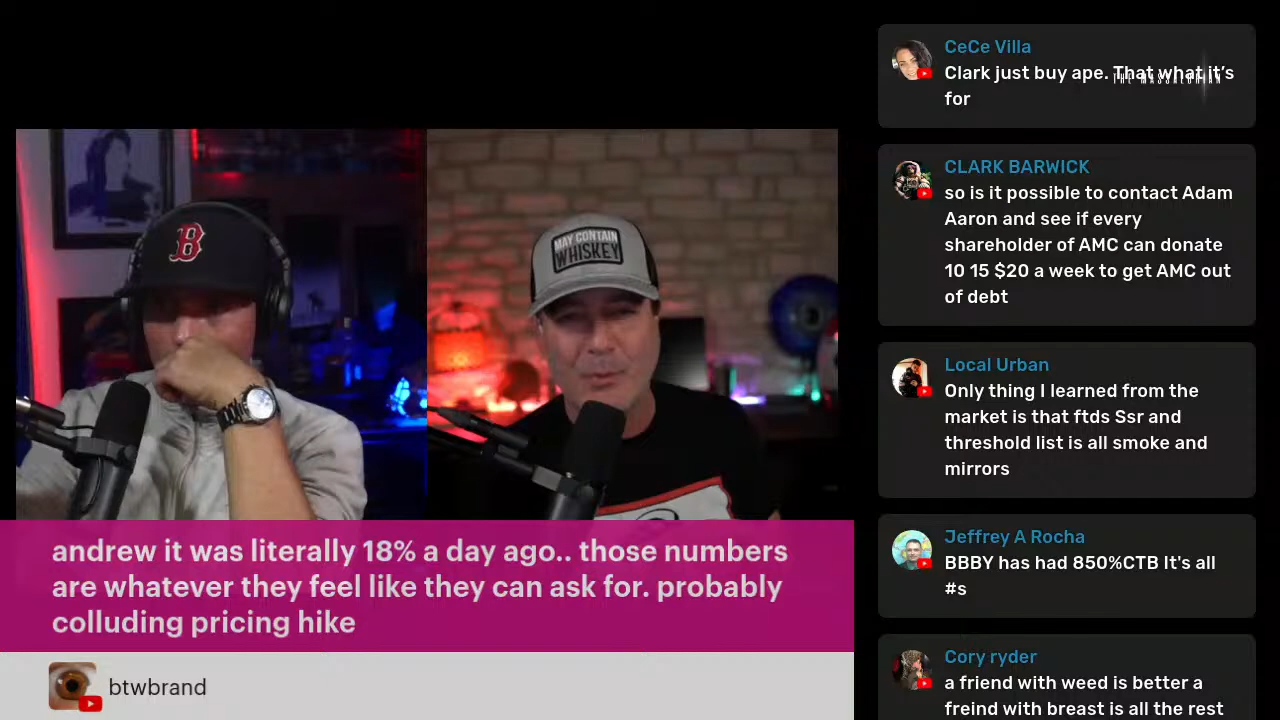 CeCe Villa
Clark just buy ape. That what it's
for
CLARK BARWICK
so is it possible to contact Adam
Aaron and see if every
shareholder of AMC can donate
10 15 $20 a week to get AMC out
of debt
Local Urban
Only thing I learned from the
market is that ftds Ssr and
threshold list is all smoke and
mirrors
Jeffrey A Rocha
BBBY has had 850%CTB It's all
#s
Cory ryder
a friend with weed is better a
freind with breast is all the rest
B
MAY CONTAIN
WHISKEY
andrew it was literally 18% a day ago.. those numbers
are whatever they feel like they can ask for. probably
colluding pricing hike
btwbrand